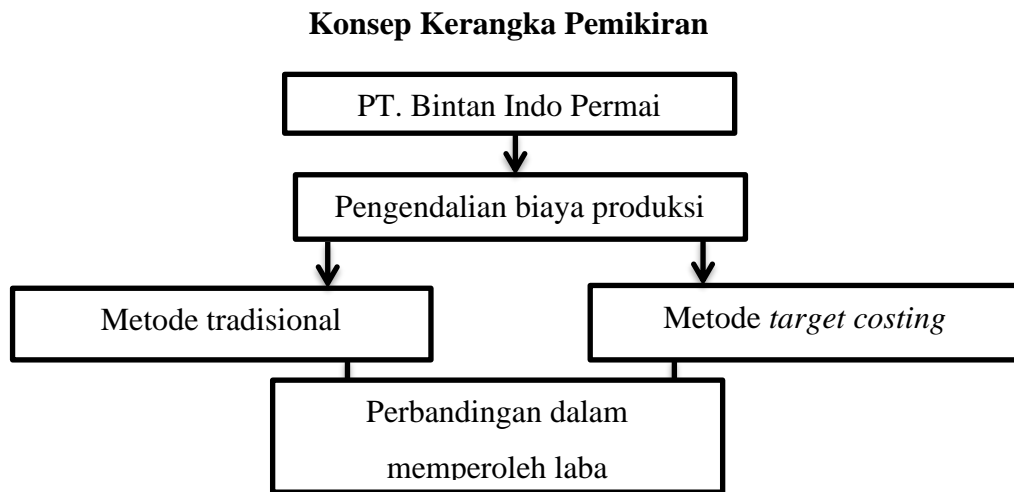 Konsep Kerangka Pemikiran
PT. Bintan Indo Permai
Pengendalian biaya produksi
Metode tradisional
Metode target costing
Perbandingan dalam
memperoleh laba